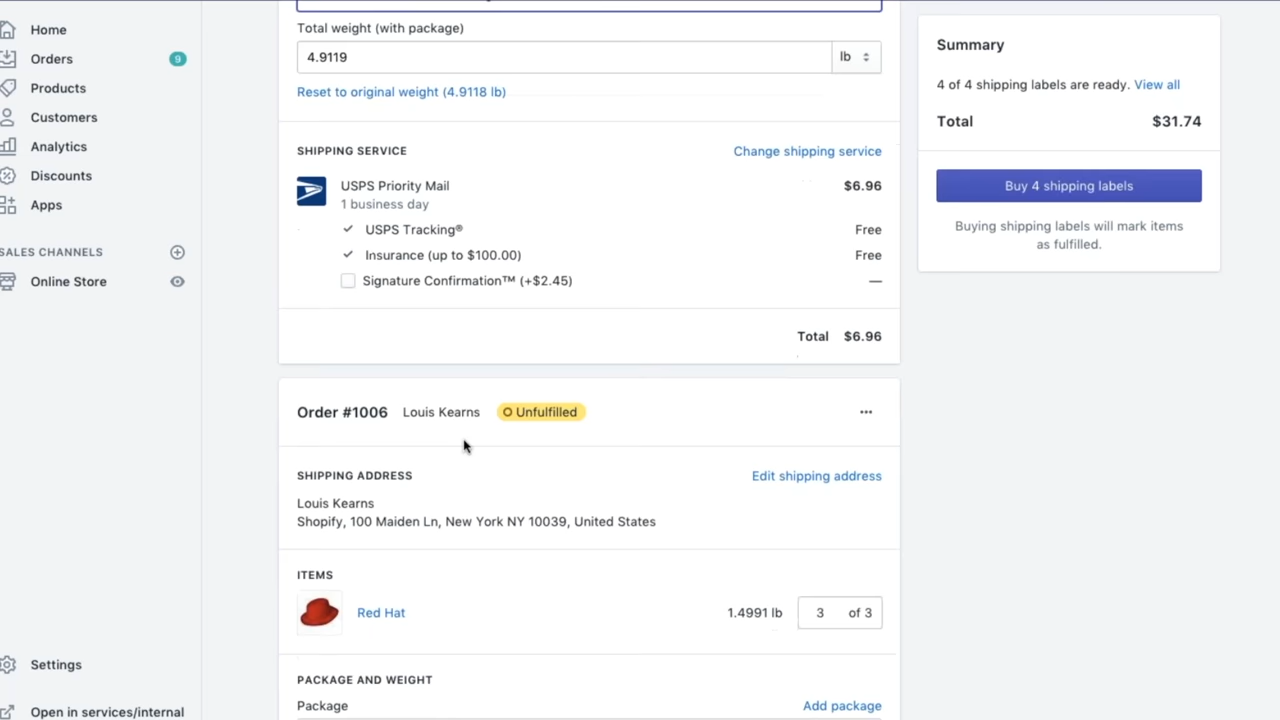 Home
Orders 9
Products
Customers
Analytics
Discounts
Apps
SALES CHANNELS
Online Store
Settings
Open in services/internal
Total weight (with package)
4.9119 lb
Reset to original weight (4.9118 lb)
SHIPPING SERVICE Change shipping service
USPS Priority Mail $6.96
1 business day
USPS Tracking® Free
Insurance (up to $100.00) Free
Signature Confirmation™ (+$2.45) —
Total $6.96
Order #1006 Louis Kearns Unfulfilled ...
SHIPPING ADDRESS Edit shipping address
Louis Kearns
Shopify, 100 Maiden Ln, New York NY 10039, United States
ITEMS
Red Hat 1.4991 lb 3 of 3
PACKAGE AND WEIGHT
Package Add package
Summary
4 of 4 shipping labels are ready. View all
Total $31.74
Buy 4 shipping labels
Buying shipping labels will mark items
as fulfilled.